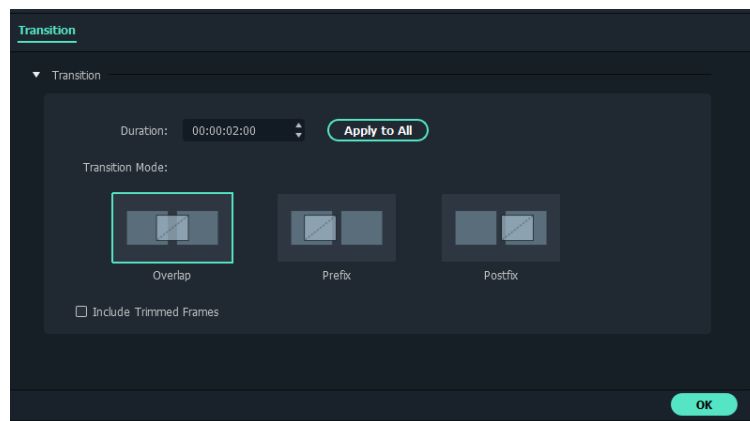 Transition
Transition
Duration: 00:00:02:00 Apply to All
Transition Mode:
Overlap Prefix Postfix
Include Trimmed Frames
OK